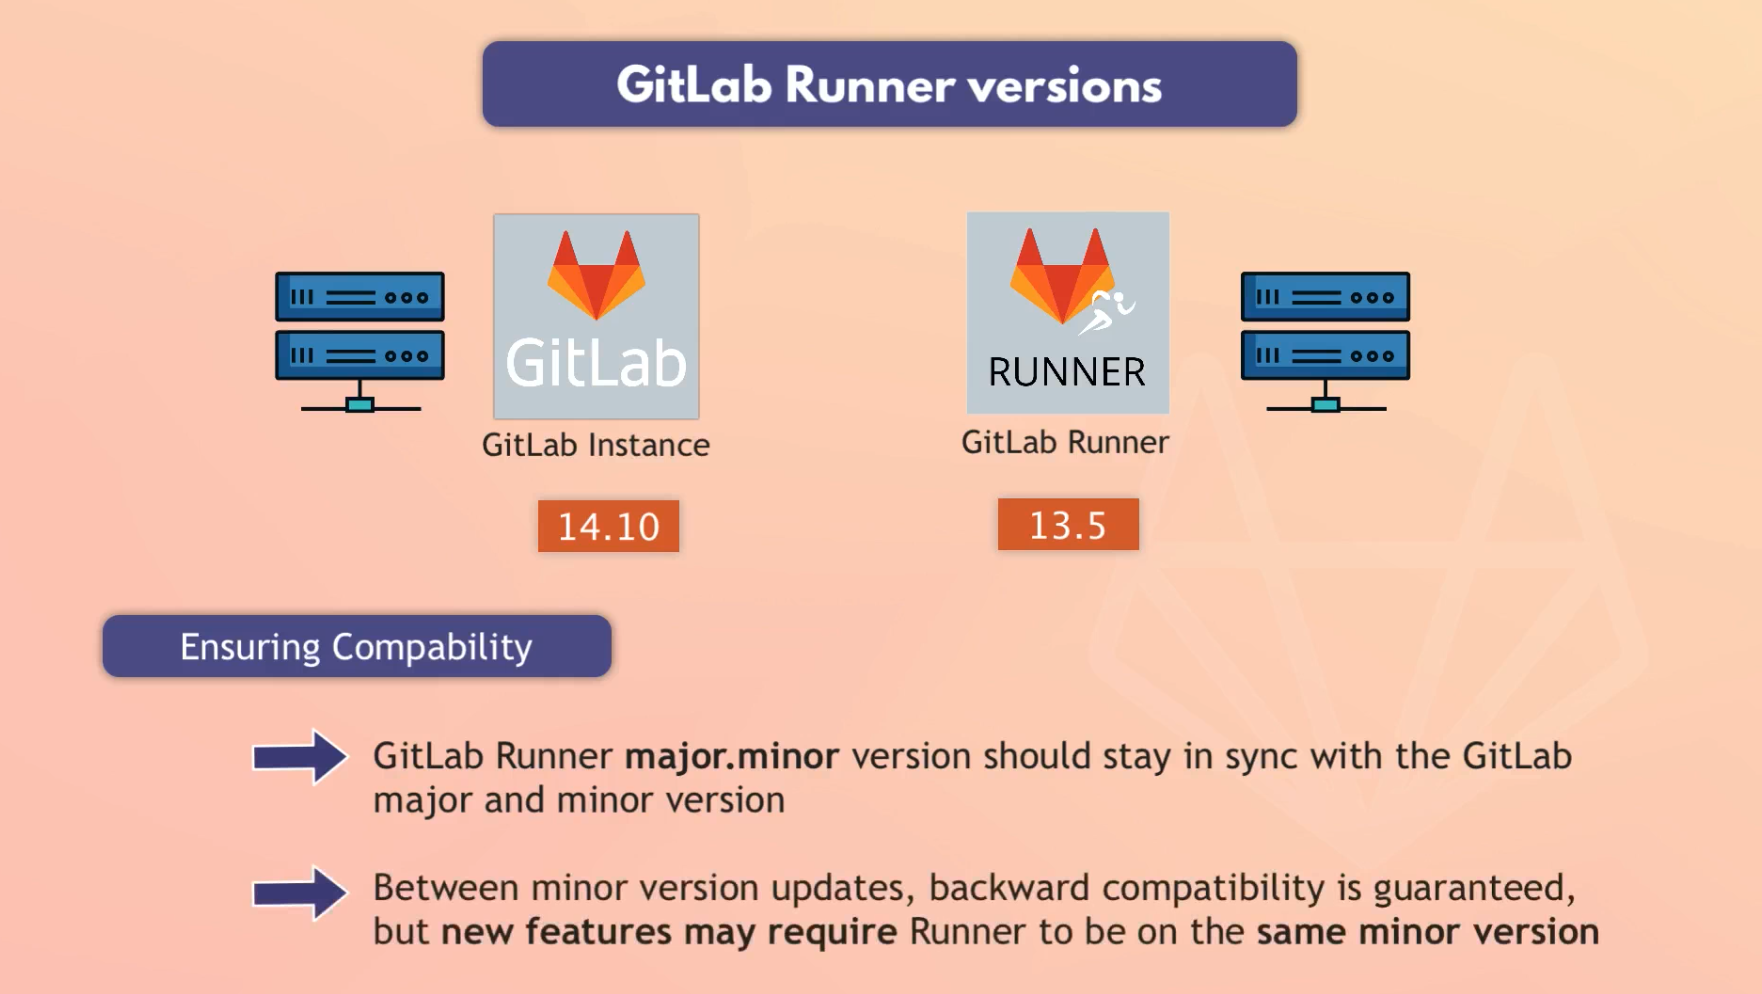 GitLab Runner versions
GitLab
RUNNER
GitLab Instance
GitLab Runner
14.10
13.5
Ensuring Compability
GitLab Runner major.minor version should stay in sync with the GitLab
major and minor version
Between minor version updates, backward compatibility is guaranteed,
but new features may require Runner to be on the same minor version